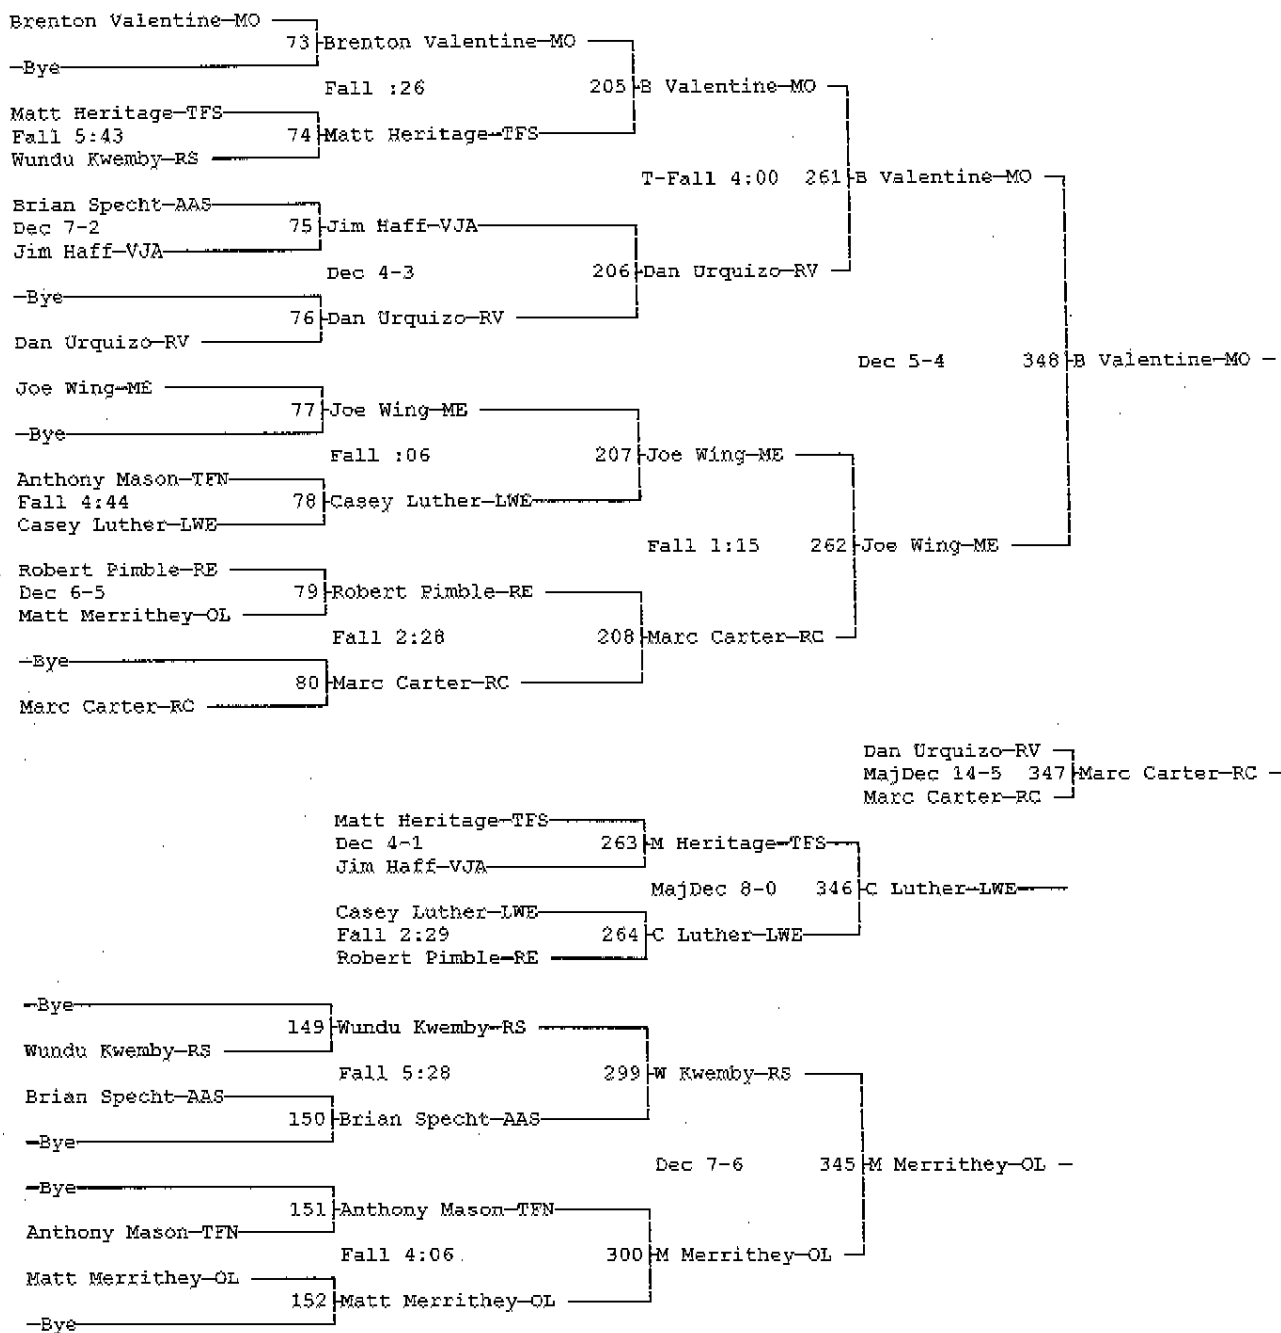 Brenton Valentine-MO
73 Brenton Valentine-MO
-Bye
Fall :26 205 B Valentine-MO
Matt Heritage-TFS
Fall 5:43 74 Matt Heritage-TFS
Wundu Kwemby-RS
T-Fall 4:00 261 B Valentine-MO
Brian Specht-AAS
Dec 7-2 75 Jim Haff-VJA
Jim Haff-VJA
Dec 4-3 206 Dan Urquizo-RV
-Bye
76 Dan Urquizo-RV
Dan Urquizo-RV
Dec 5-4 348 B Valentine-MO
Joe Wing-ME
77 Joe Wing-ME
-Bye
Fall :06 207 Joe Wing-ME
Anthony Mason-TFN
Fall 4:44 78 Casey Luther-LWE
Casey Luther-LWE
Fall 1:15 262 Joe Wing-ME
Robert Pimble-RE
Dec 6-5 79 Robert Pimble-RE
Matt Merrithey-OL
Fall 2:28 208 Marc Carter-RC
-Bye
80 Marc Carter-RC
Marc Carter-RC
Dan Urquizo-RV
MajDec 14-5 347 Marc Carter-RC
Marc Carter-RC
Matt Heritage-TFS
Dec 4-1 263 M Heritage-TFS
Jim Haff-VJA
MajDec 8-0 346 C Luther-LWE
Casey Luther-LWE
Fall 2:29 264 C Luther-LWE
Robert Pimble-RE
-Bye
149 Wundu Kwemby-RS
Wundu Kwemby-RS
Fall 5:28 299 W Kwemby-RS
Brian Specht-AAS
150 Brian Specht-AAS
-Bye
Dec 7-6 345 M Merrithey-OL
-Bye
151 Anthony Mason-TFN
Anthony Mason-TFN
Fall 4:06 300 M Merrithey-OL
Matt Merrithey-OL
152 Matt Merrithey-OL
-Bye